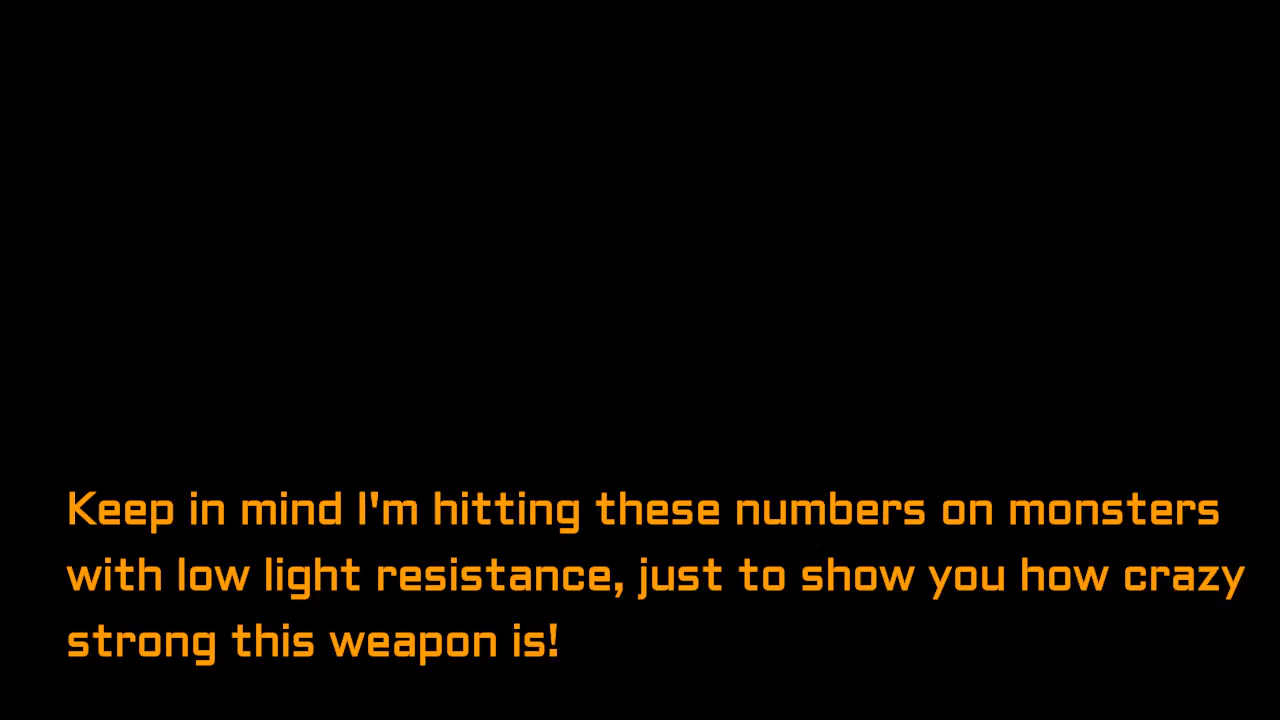 Keep in mind I'm hitting these numbers on monsters
with low light resistance, just to show you how crazy
strong this weapon is!